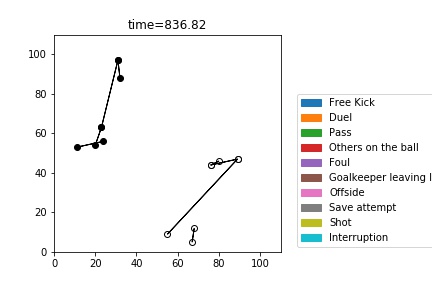 time=836.82
100
80
60
40
20
0
0 20 40 60 80 100
Free Kick
Duel
Pass
Others on the ball
Foul
Goalkeeper leaving l
Offside
Save attempt
Shot
Interruption